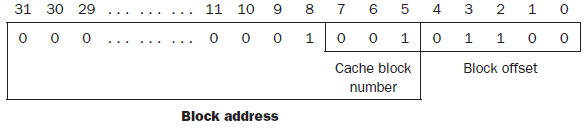 31 30 29 ... ... ... 11 10 9 8 7 6 5 4 3 2 1 0
0 0 0 ... ... ... 0 0 0 1 0 0 1 0 1 1 0 0
Cache block Block offset
number
Block address